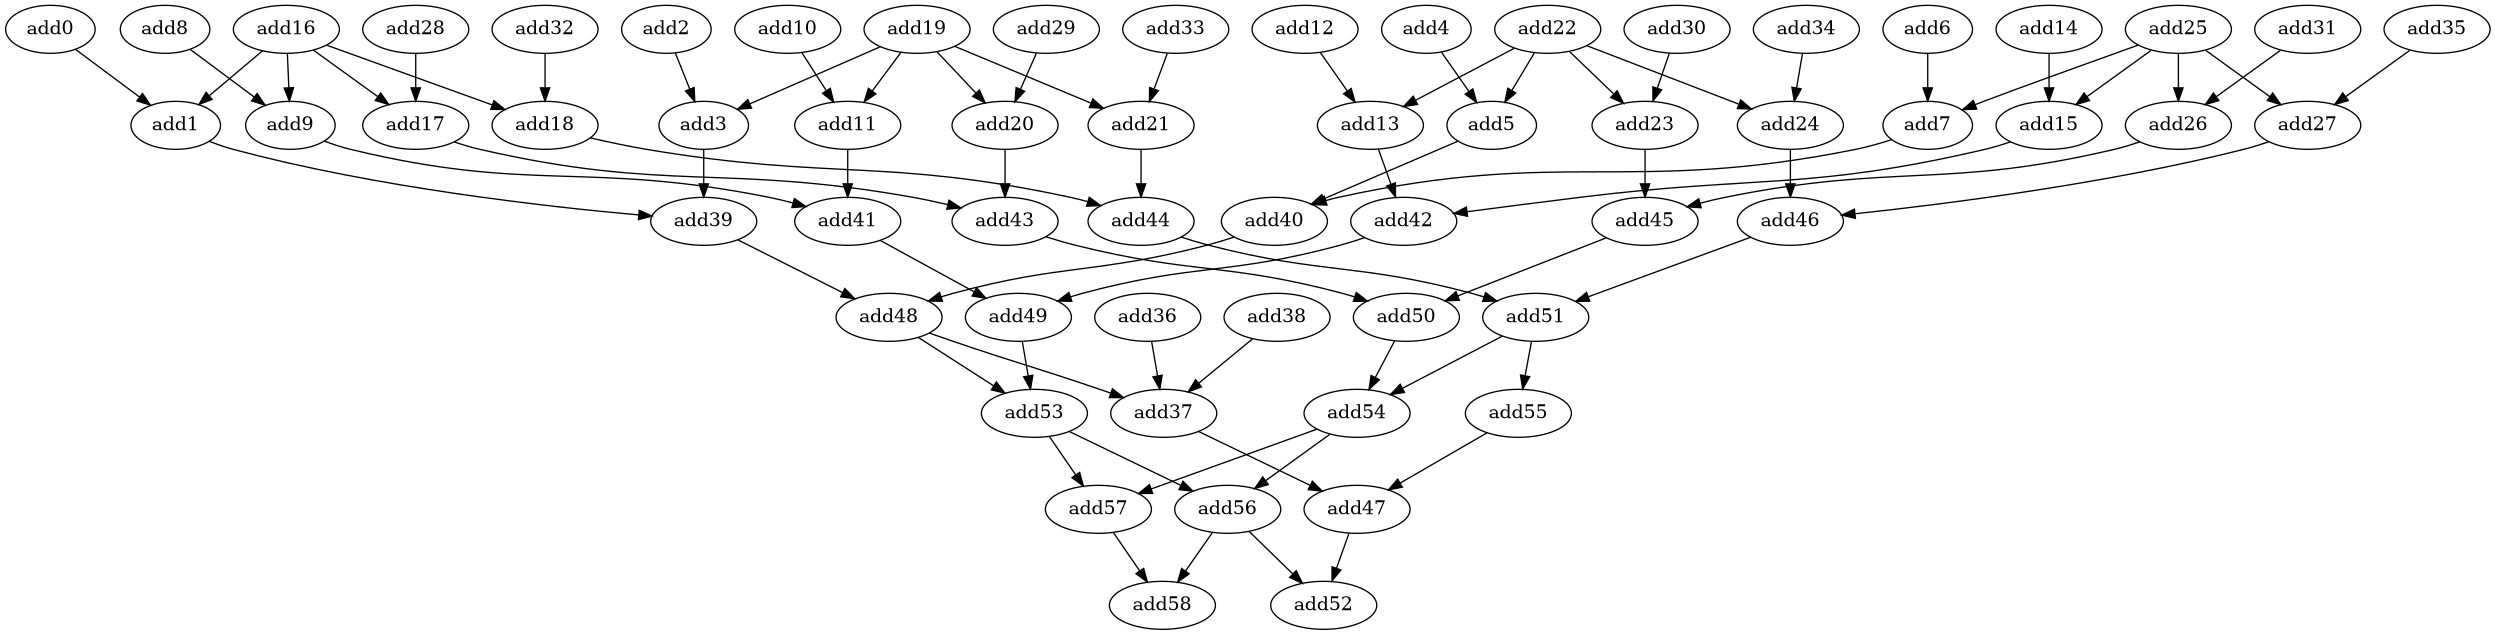 add0 add8 add16 add28 add32 add2 add10 add19 add29 add33 add12 add4 add22 add30 add34 add6 add14 add25 add31 add35
add1 add9 add17 add18 add3 add11 add20 add21 add13 add5 add23 add24 add7 add15 add26 add27
add39 add41 add43 add44 add40 add42 add45 add46
add48 add49 add36 add38 add50 add51
add53 add37 add54 add55
add57 add56 add47
add58 add52